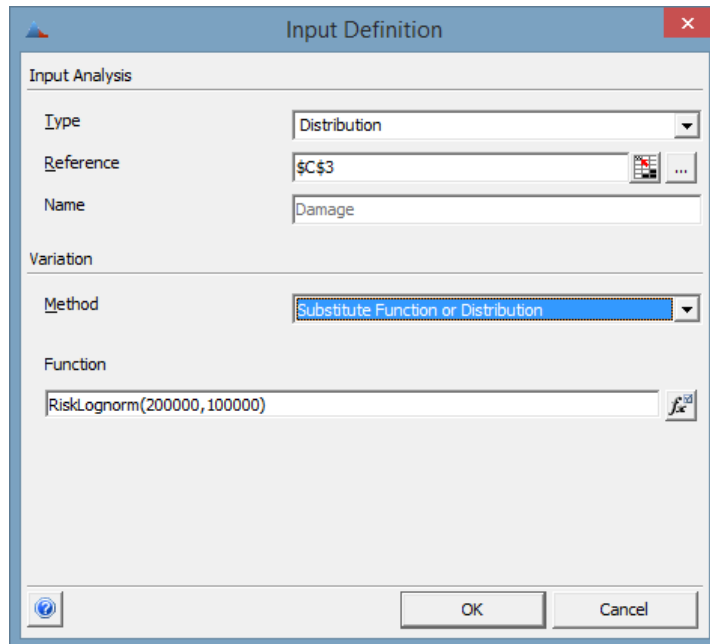 Input Definition
Input Analysis
Type
Distribution
Reference
$C$3
...
Name
Damage
Variation
Method
Substitute Function or Distribution
Function
RiskLognorm(200000,100000)
fx
OK
Cancel